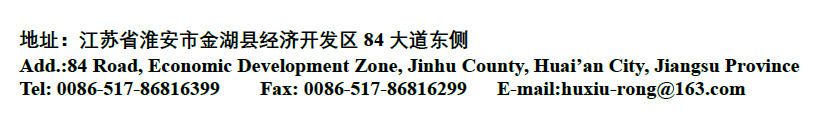 地址：江苏省淮安市金湖县经济开发区 84 大道东侧
Add.:84 Road, Economic Development Zone, Jinhu County, Huai’an City, Jiangsu Province
Tel: 0086-517-86816399 Fax: 0086-517-86816299 E-mail:huxiu-rong@163.com